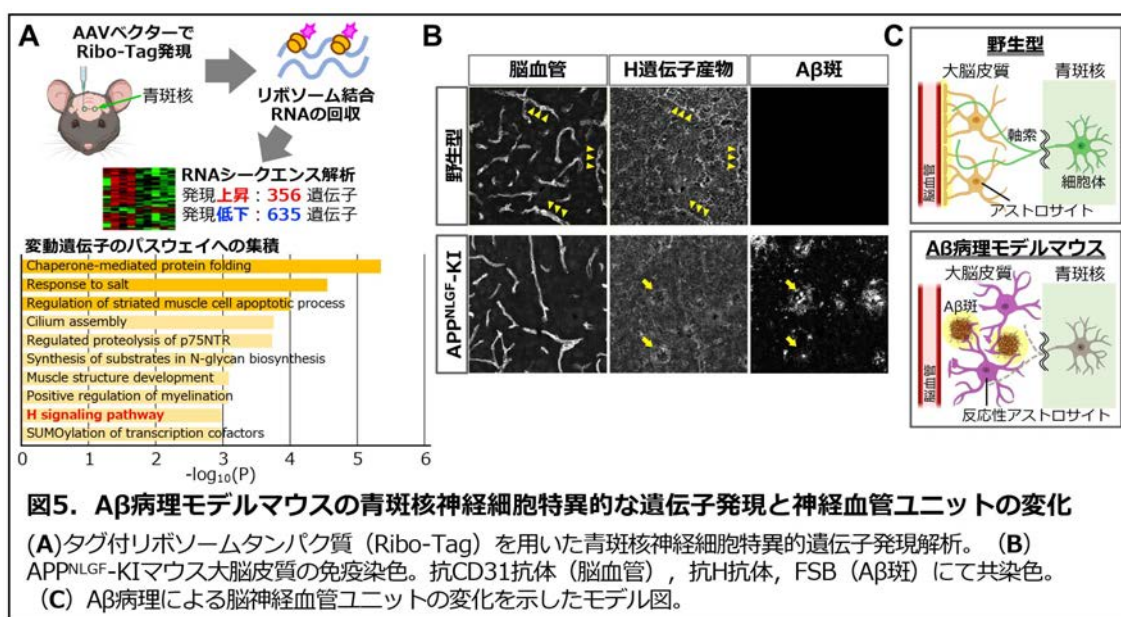 A
AAVベクターで
Ribo-Tag発現
青斑核
リボソーム結合
RNAの回収
RNAシークエンス解析
発現上昇：356 遺伝子
発現低下：635 遺伝子
変動遺伝子のパスウェイへの集積
Chaperone-mediated protein folding
Response to salt
Regulation of striated muscle cell apoptotic process
Cilium assembly
Regulated proteolysis of p75NTR
Synthesis of substrates in N-glycan biosynthesis
Muscle structure development
Positive regulation of myelination
H signaling pathway
SUMOylation of transcription cofactors
0 1 2 3 4 5 6
-log10(P)
B
脳血管 H遺伝子産物 Aβ斑
野生型
APPNLGF-KI
C
野生型
大脳皮質 青斑核
軸索
脳血管
細胞体
アストロサイト
Aβ病理モデルマウス
大脳皮質 青斑核
Aβ斑
脳血管
反応性アストロサイト
図5．Aβ病理モデルマウスの青斑核神経細胞特異的な遺伝子発現と神経血管ユニットの変化
(A)タグ付リボソームタンパク質（Ribo-Tag）を用いた青斑核神経細胞特異的遺伝子発現解析。（B）
APPNLGF-KIマウス大脳皮質の免疫染色。抗CD31抗体（脳血管）, 抗H抗体，FSB（Aβ斑）にて共染色。
（C）Aβ病理による脳神経血管ユニットの変化を示したモデル図。